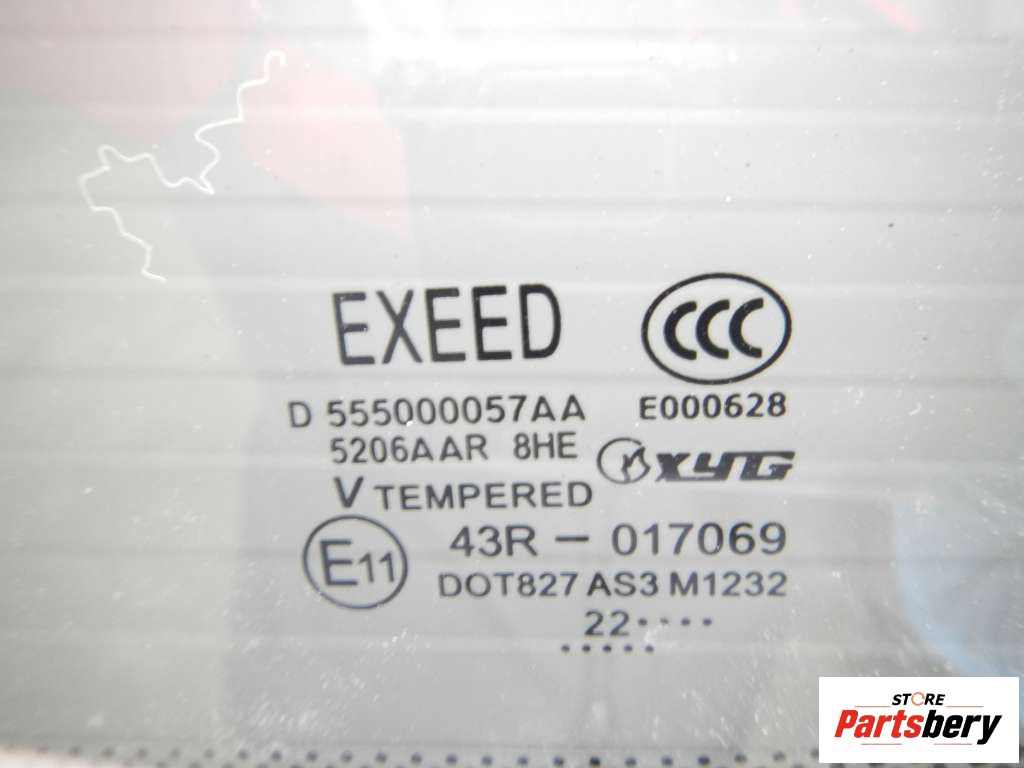 EXEED
CCC
D 555000057AA
E000628
5206AAR 8HE
XYG
V TEMPERED
E11
43R - 017069
DOT827 AS3 M1232
22····
·····
STORE
Partsbery